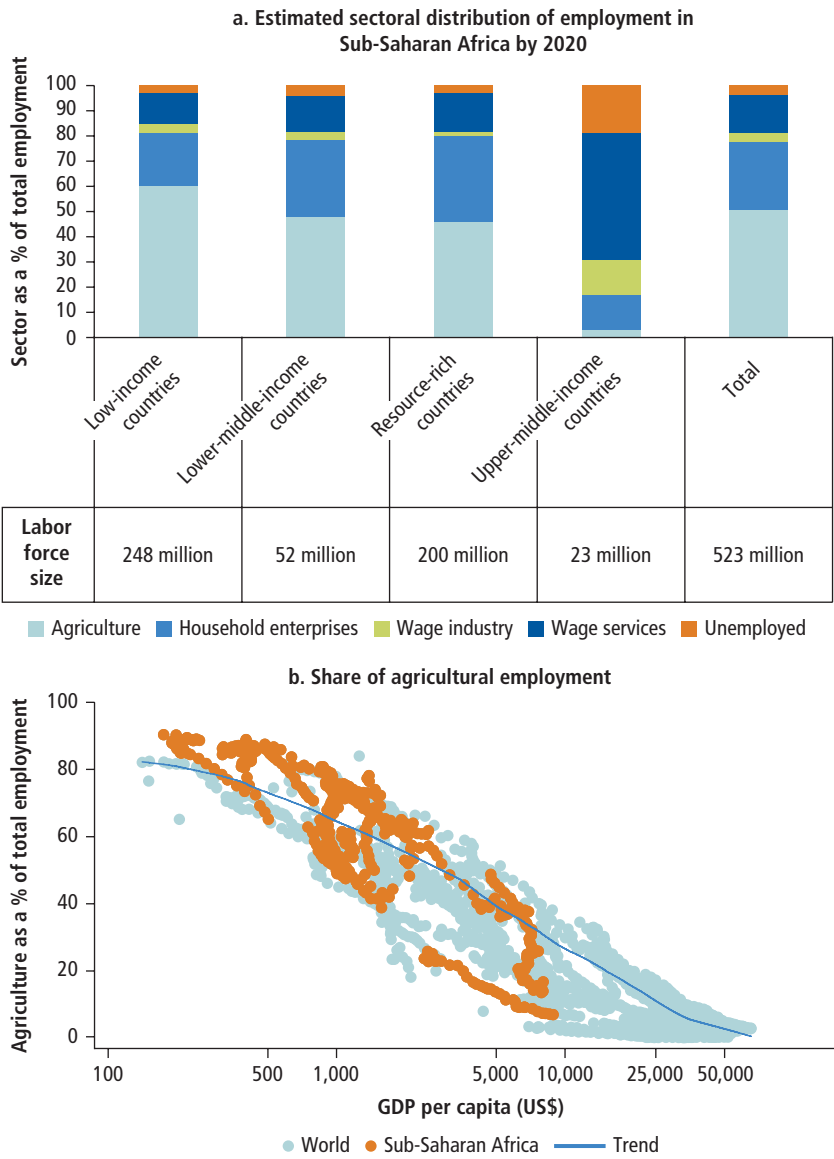 a. Estimated sectoral distribution of employment in
Sub-Saharan Africa by 2020
Sector as a % of total employment
100
90
80
70
60
50
40
30
20
10
0
Low-income
countries
Lower-middle-income
countries
Resource-rich
countries
Upper-middle-income
countries
Total
Labor
force
size
248 million
52 million
200 million
23 million
523 million
Agriculture
Household enterprises
Wage industry
Wage services
Unemployed
b. Share of agricultural employment
Agriculture as a % of total employment
100
80
60
40
20
0
100
500
1,000
5,000
10,000
25,000
50,000
GDP per capita (US$)
World
Sub-Saharan Africa
Trend